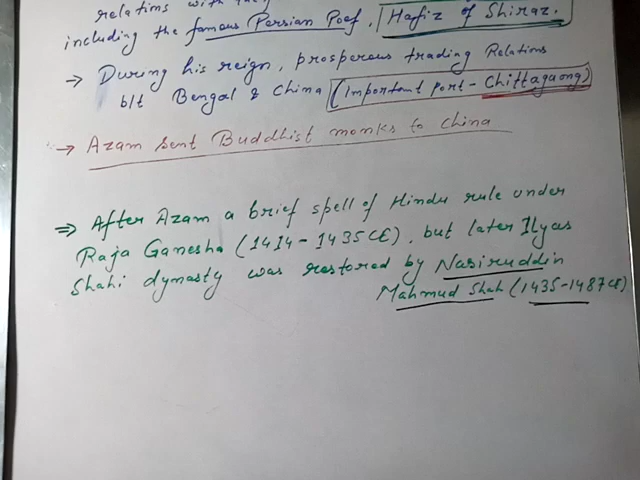 relations with
including the famous Persian Poet, Hafiz of Shiraz.
→ During his reign, prosperous trading Relations
b/t Bengal & China (Important port - Chittagaong)
→ Azam sent Buddhist monks to China
⇒ After Azam a brief spell of Hindu rule under
Raja Ganesha (1414 - 1435 CE), but later Ilyas
Shahi dynasty was restored by Nasiruddin
Mahmud Shah (1435-1487 CE)